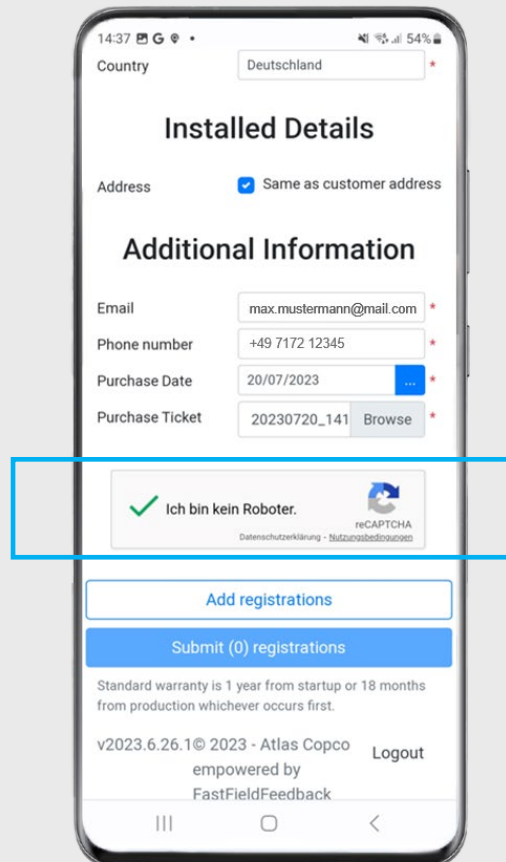 14:37 54%
Country Deutschland *
Installed Details
Address Same as customer address
Additional Information
Email max.mustermann@mail.com *
Phone number +49 7172 12345 *
Purchase Date 20/07/2023 ... *
Purchase Ticket 20230720_141 Browse *
Ich bin kein Roboter.
reCAPTCHA
Datenschutzerklärung - Nutzungsbedingungen
Add registrations
Submit (0) registrations
Standard warranty is 1 year from startup or 18 months
from production whichever occurs first.
v2023.6.26.1© 2023 - Atlas Copco
empowered by
FastFieldFeedback
Logout